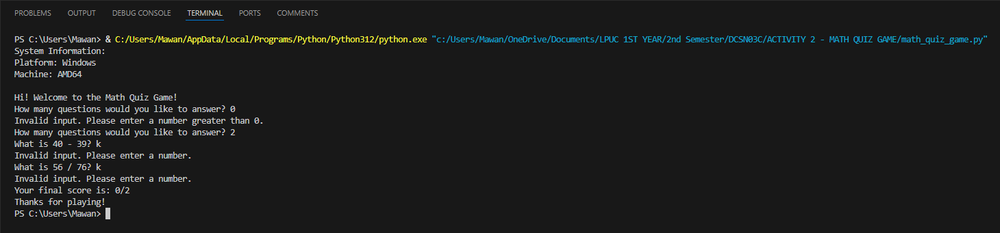 PROBLEMS OUTPUT DEBUG CONSOLE TERMINAL PORTS COMMENTS
PS C:\Users\Mawan> & C:/Users/Mawan/AppData/Local/Programs/Python/Python312/python.exe "c:/Users/Mawan/OneDrive/Documents/LPUC 1ST YEAR/2nd Semester/DCSN03C/ACTIVITY 2 - MATH QUIZ GAME/math_quiz_game.py"
System Information:
Platform: Windows
Machine: AMD64
Hi! Welcome to the Math Quiz Game!
How many questions would you like to answer? 0
Invalid input. Please enter a number greater than 0.
How many questions would you like to answer? 2
What is 40 - 39? k
Invalid input. Please enter a number.
What is 56 / 76? k
Invalid input. Please enter a number.
Your final score is: 0/2
Thanks for playing!
PS C:\Users\Mawan>